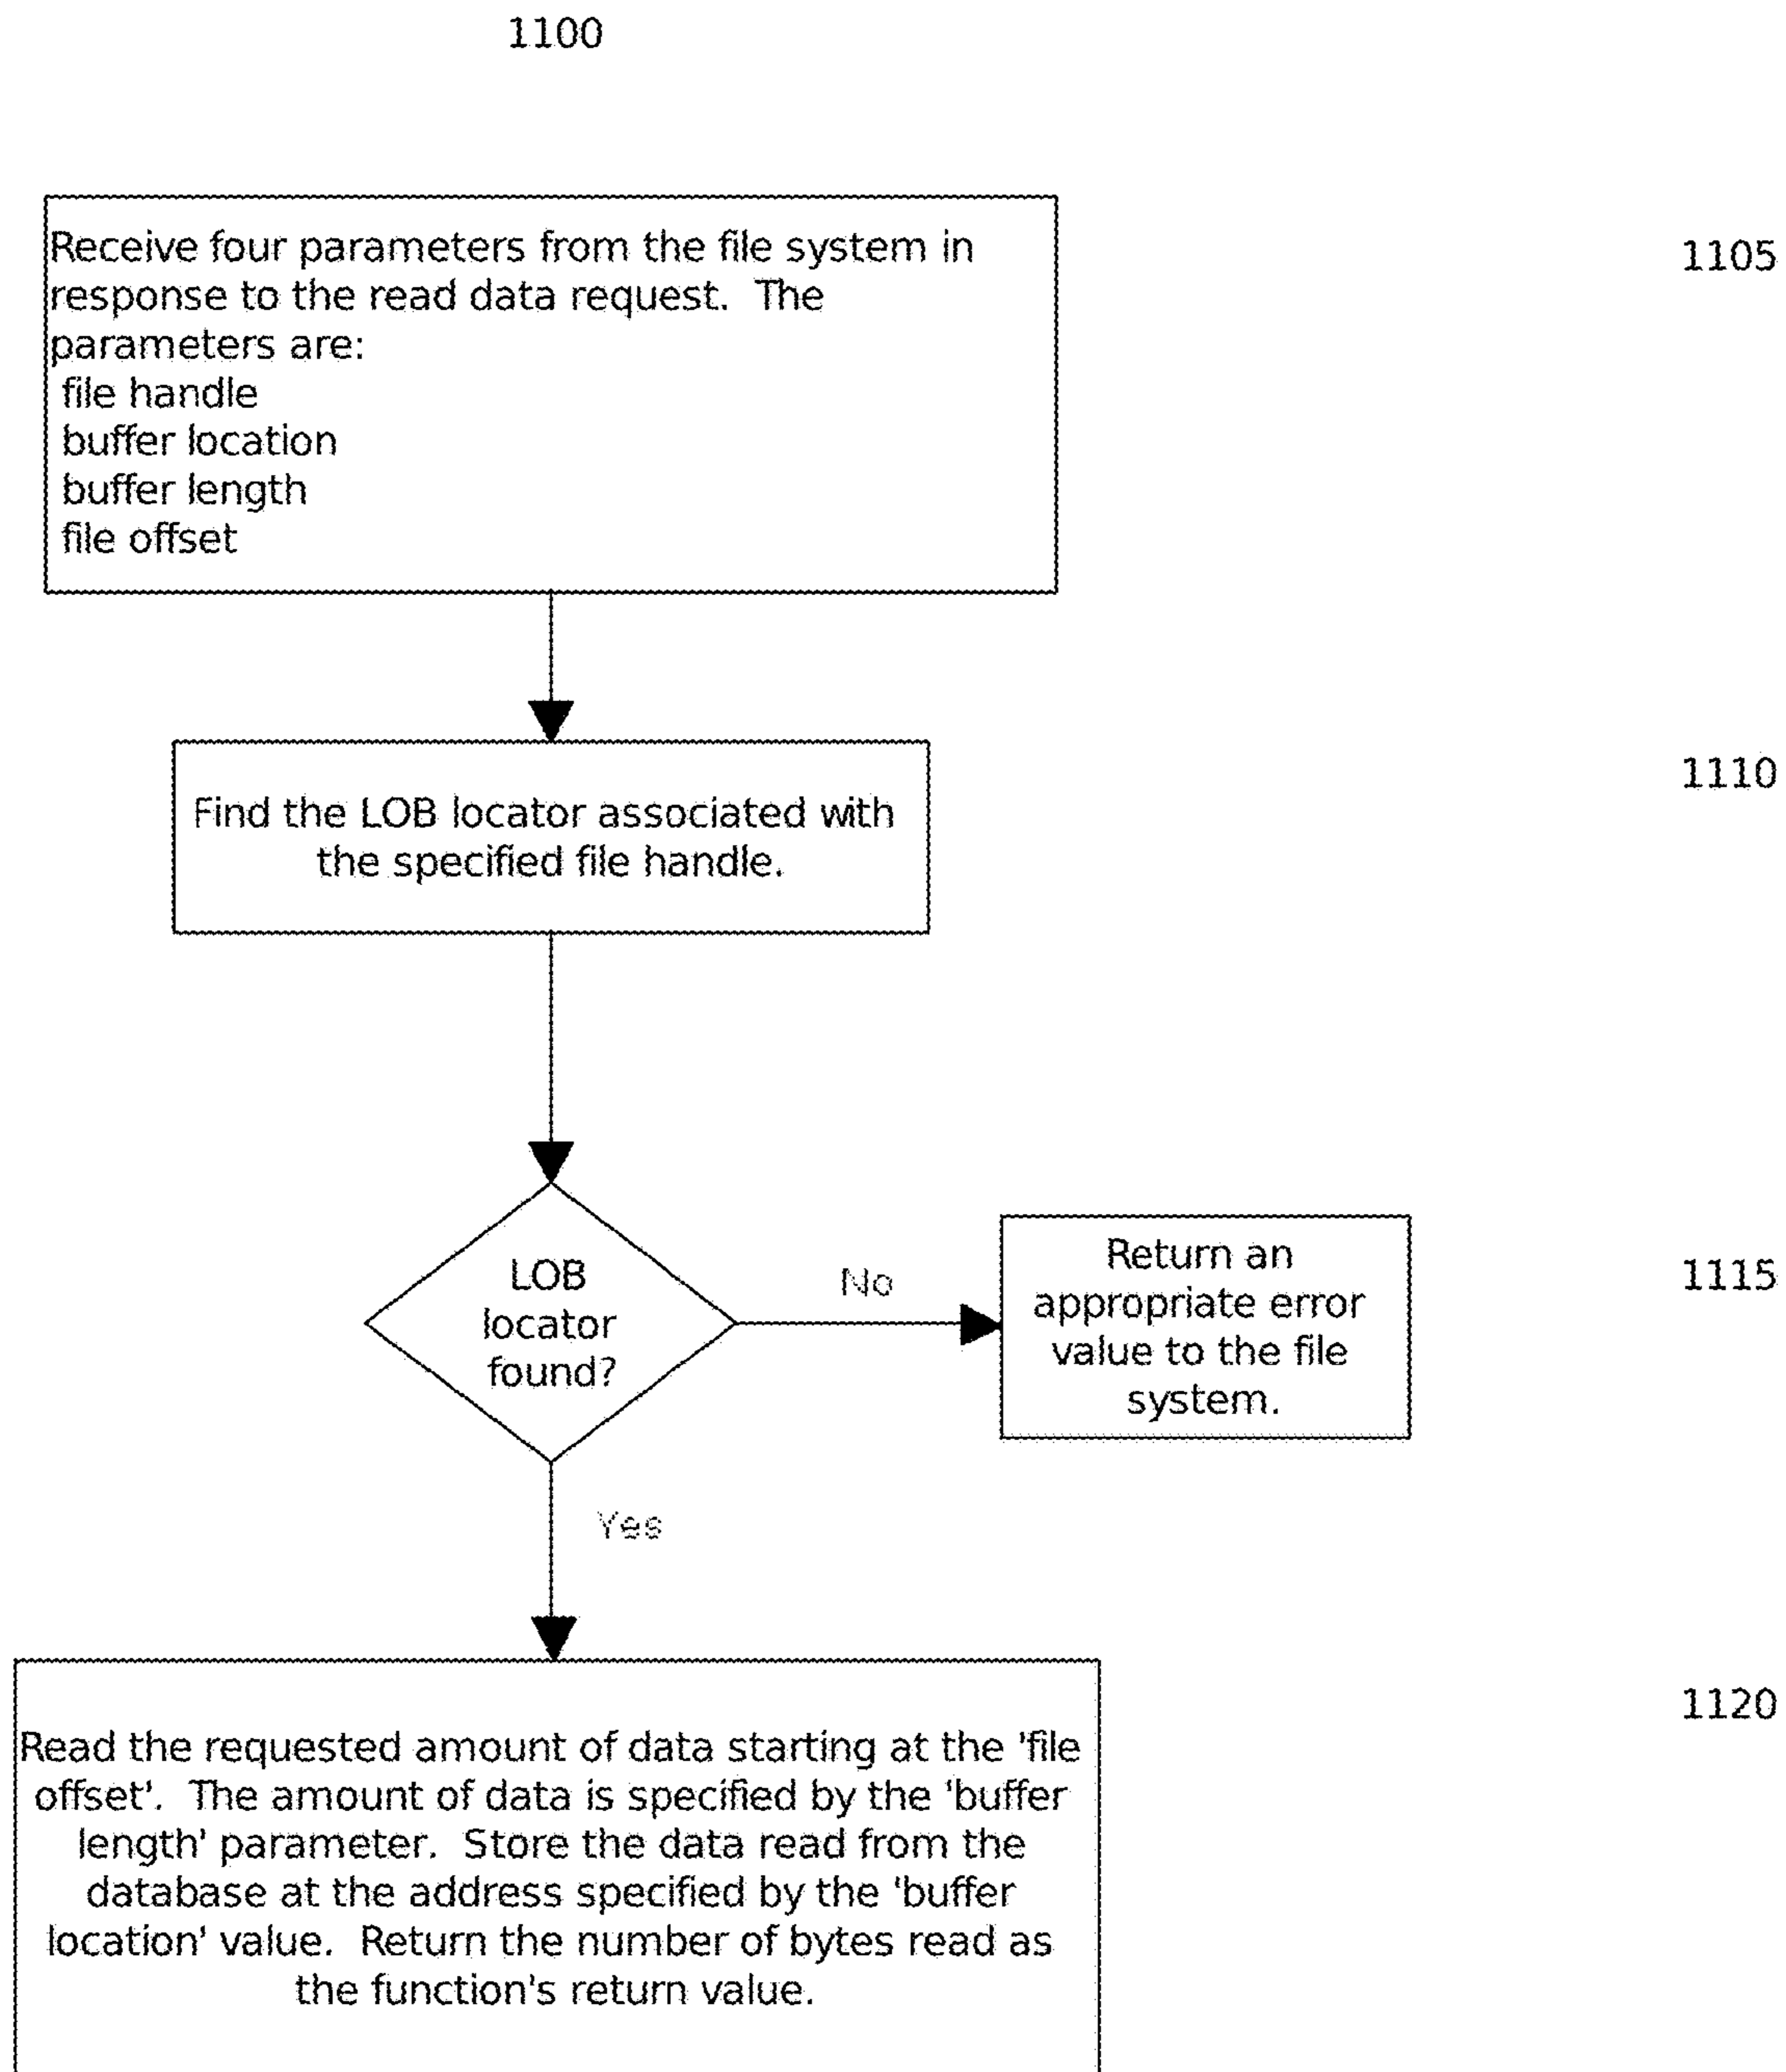 1100
Receive four parameters from the file system in
response to the read data request.  The
parameters are:
file handle
buffer location
buffer length
file offset
1105
Find the LOB locator associated with
the specified file handle.
1110
LOB
locator
found?
No
Return an
appropriate error
value to the file
system.
1115
Yes
Read the requested amount of data starting at the 'file
offset'.  The amount of data is specified by the 'buffer
length' parameter.  Store the data read from the
database at the address specified by the 'buffer
location' value.  Return the number of bytes read as
the function's return value.
1120